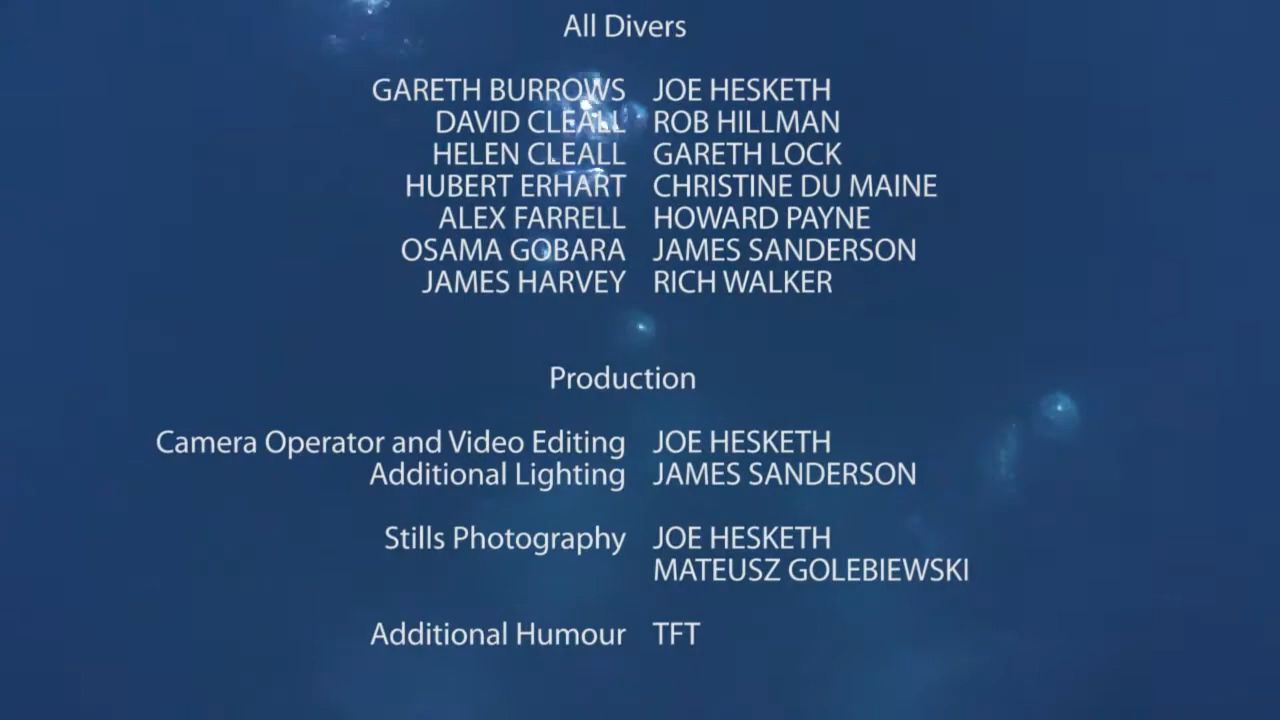 All Divers
GARETH BURROWS JOE HESKETH
DAVID CLEALL ROB HILLMAN
HELEN CLEALL GARETH LOCK
HUBERT ERHART CHRISTINE DU MAINE
ALEX FARRELL HOWARD PAYNE
OSAMA GOBARA JAMES SANDERSON
JAMES HARVEY RICH WALKER
Production
Camera Operator and Video Editing JOE HESKETH
Additional Lighting JAMES SANDERSON
Stills Photography JOE HESKETH
MATEUSZ GOLEBIEWSKI
Additional Humour TFT